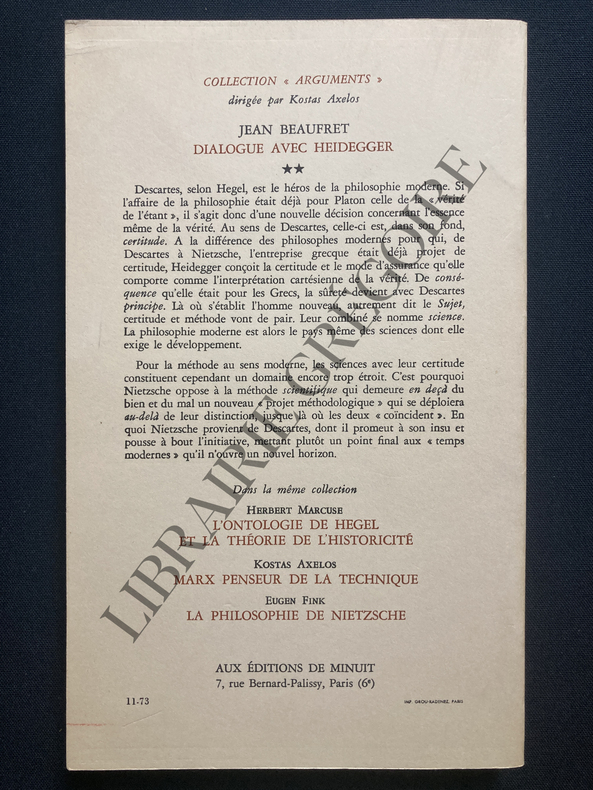 COLLECTION « ARGUMENTS »
dirigée par Kostas Axelos
JEAN BEAUFRET
DIALOGUE AVEC HEIDEGGER
★★
Descartes, selon Hegel, est le héros de la philosophie moderne. Si
l'affaire de la philosophie était déjà pour Platon celle de la « vérité
de l'étant », il s'agit donc d'une nouvelle décision concernant l'essence
même de la vérité. Au sens de Descartes, celle-ci est, dans son fond,
certitude. A la différence des philosophes modernes pour qui, de
Descartes à Nietzsche, l'entreprise grecque était déjà projet de
certitude, Heidegger conçoit la certitude et le mode d'assurance qu'elle
comporte comme l'interprétation cartésienne de la vérité. De consé-
quence qu'elle était pour les Grecs, la sûreté devient avec Descartes
principe. Là où s'établit l'homme nouveau, autrement dit le Sujet,
certitude et méthode vont de pair. Leur combiné se nomme science.
La philosophie moderne est alors le pays même des sciences dont elle
exige le développement.
Pour la méthode au sens moderne, les sciences avec leur certitude
constituent cependant un domaine encore trop étroit. C'est pourquoi
Nietzsche oppose à la méthode scientifique qui demeure en deçà du
bien et du mal un nouveau « projet méthodologique » qui se déploiera
au-delà de leur distinction, jusque là où les deux « coïncident ». En
quoi Nietzsche provient de Descartes, dont il promeut à son insu et
pousse à bout l'initiative, mettant plutôt un point final aux « temps
modernes » qu'il n'ouvre un nouvel horizon.
Dans la même collection
HERBERT MARCUSE
L'ONTOLOGIE DE HEGEL
ET LA THÉORIE DE L'HISTORICITÉ
KOSTAS AXELOS
MARX PENSEUR DE LA TECHNIQUE
EUGEN FINK
LA PHILOSOPHIE DE NIETZSCHE
AUX ÉDITIONS DE MINUIT
7, rue Bernard-Palissy, Paris (6e)
11-73
IMP. GROU-RADENEZ, PARIS
LIBRAIRIE GREGOIRE